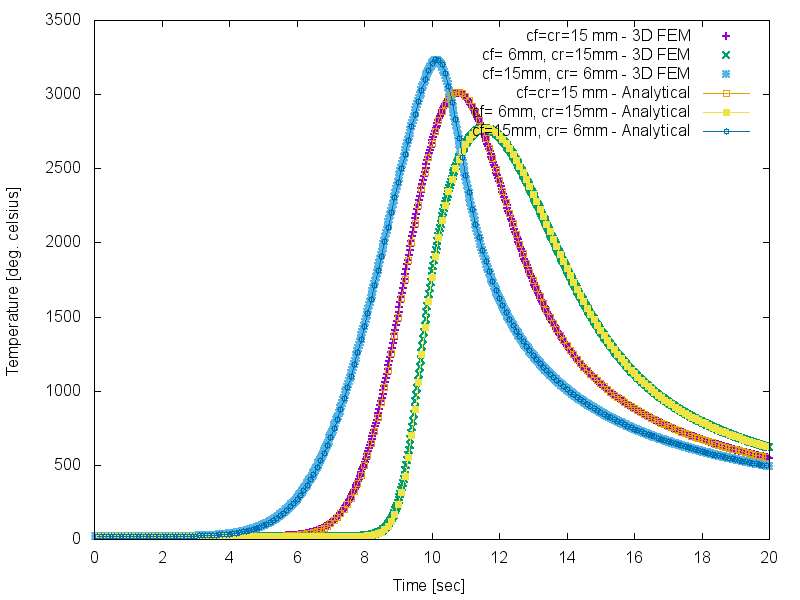 3500
3000
2500
2000
1500
1000
500
0
0 2 4 6 8 10 12 14 16 18 20
Temperature [deg. celsius]
Time [sec]
cf=cr=15 mm - 3D FEM
cf= 6mm, cr=15mm - 3D FEM
cf=15mm, cr= 6mm - 3D FEM
cf=cr=15 mm - Analytical
cf= 6mm, cr=15mm - Analytical
cf=15mm, cr= 6mm - Analytical